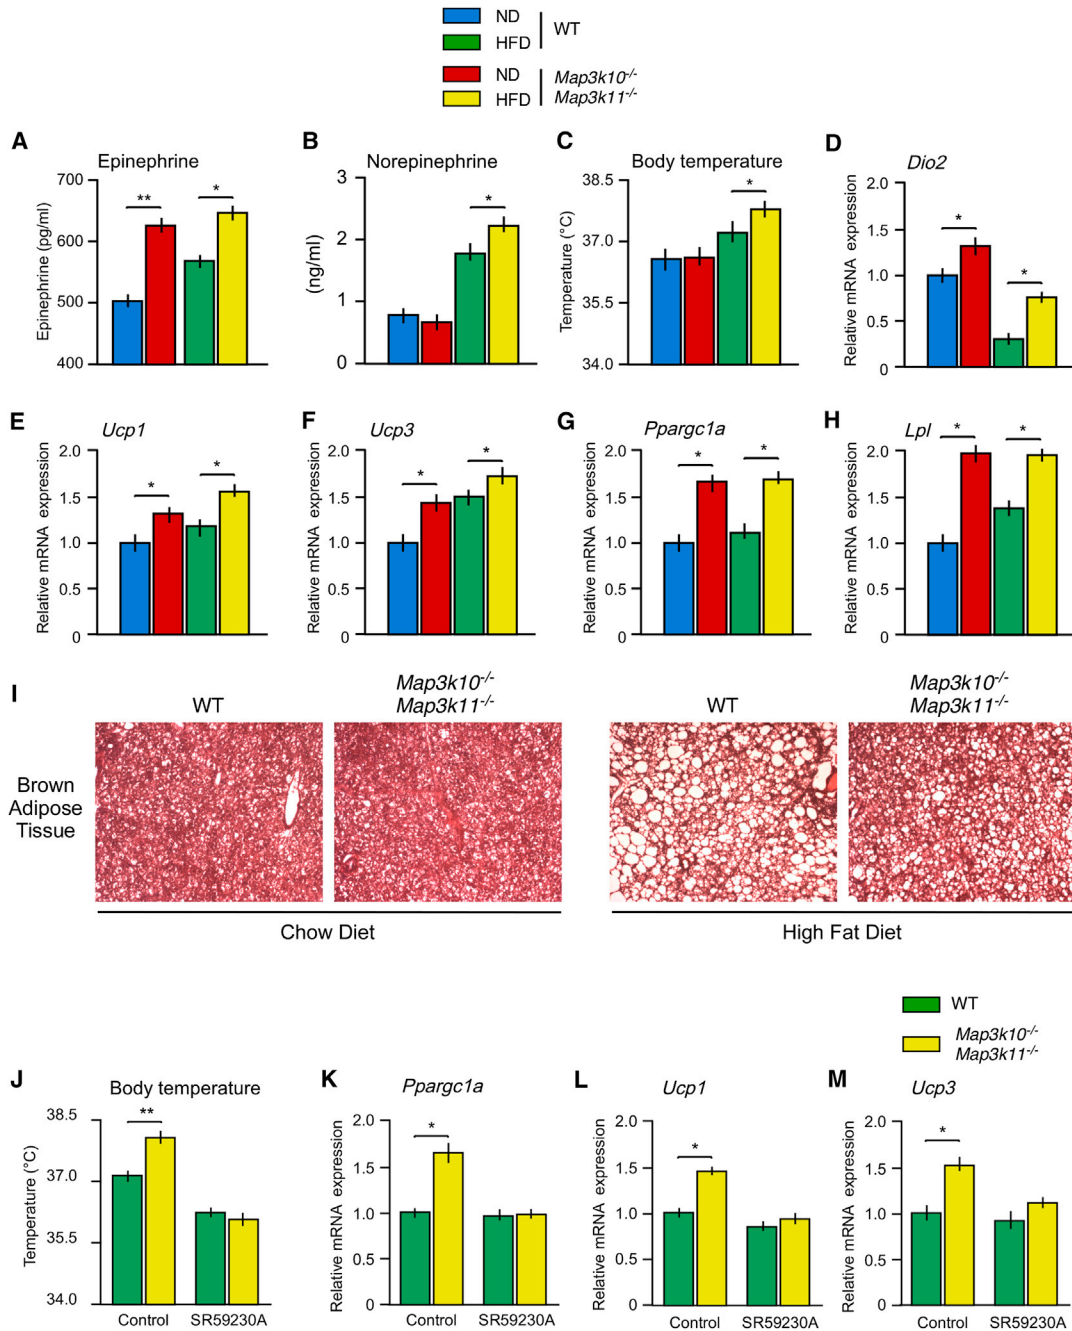 ND
HFD
WT
ND
HFD
Map3k10-/-
Map3k11-/-
A
Epinephrine
Epinephrine (pg/ml)
700
600
500
400
**
*
B
Norepinephrine
(ng/ml)
3
2
1
0
*
C
Body temperature
Temperature (°C)
38.5
37.0
35.5
34.0
*
D
Dio2
Relative mRNA expression
2.0
1.5
1.0
0.5
0
*
*
E
Ucp1
Relative mRNA expression
2.0
1.5
1.0
0.5
0
*
*
F
Ucp3
Relative mRNA expression
2.0
1.5
1.0
0.5
0
*
*
G
Ppargc1a
Relative mRNA expression
2.0
1.5
1.0
0.5
0
*
*
H
Lpl
Relative mRNA expression
2.0
1.5
1.0
0.5
0
*
*
I
WT
Map3k10-/-
Map3k11-/-
WT
Map3k10-/-
Map3k11-/-
Brown
Adipose
Tissue
Chow Diet
High Fat Diet
WT
Map3k10-/-
Map3k11-/-
J
Body temperature
Temperature (°C)
38.5
37.0
35.5
34.0
**
Control
SR59230A
K
Ppargc1a
Relative mRNA expression
2.0
1.5
1.0
0.5
0
*
Control
SR59230A
L
Ucp1
Relative mRNA expression
2.0
1.5
1.0
0.5
0
*
Control
SR59230A
M
Ucp3
Relative mRNA expression
2.0
1.5
1.0
0.5
0
*
Control
SR59230A